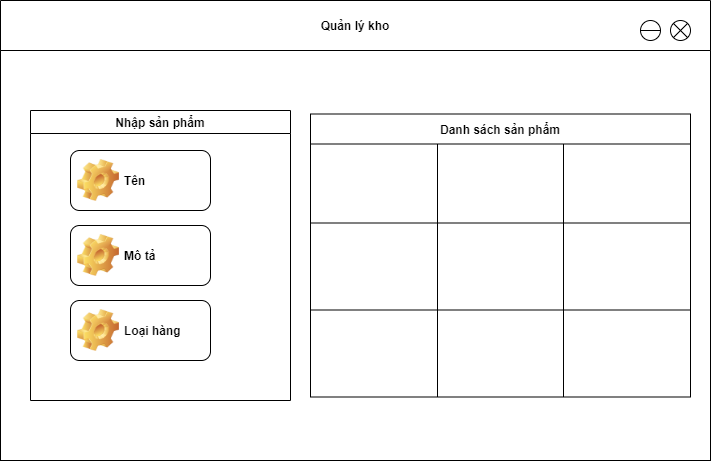 Quản lý kho
Nhập sản phẩm
Tên
Mô tả
Loại hàng
Danh sách sản phẩm